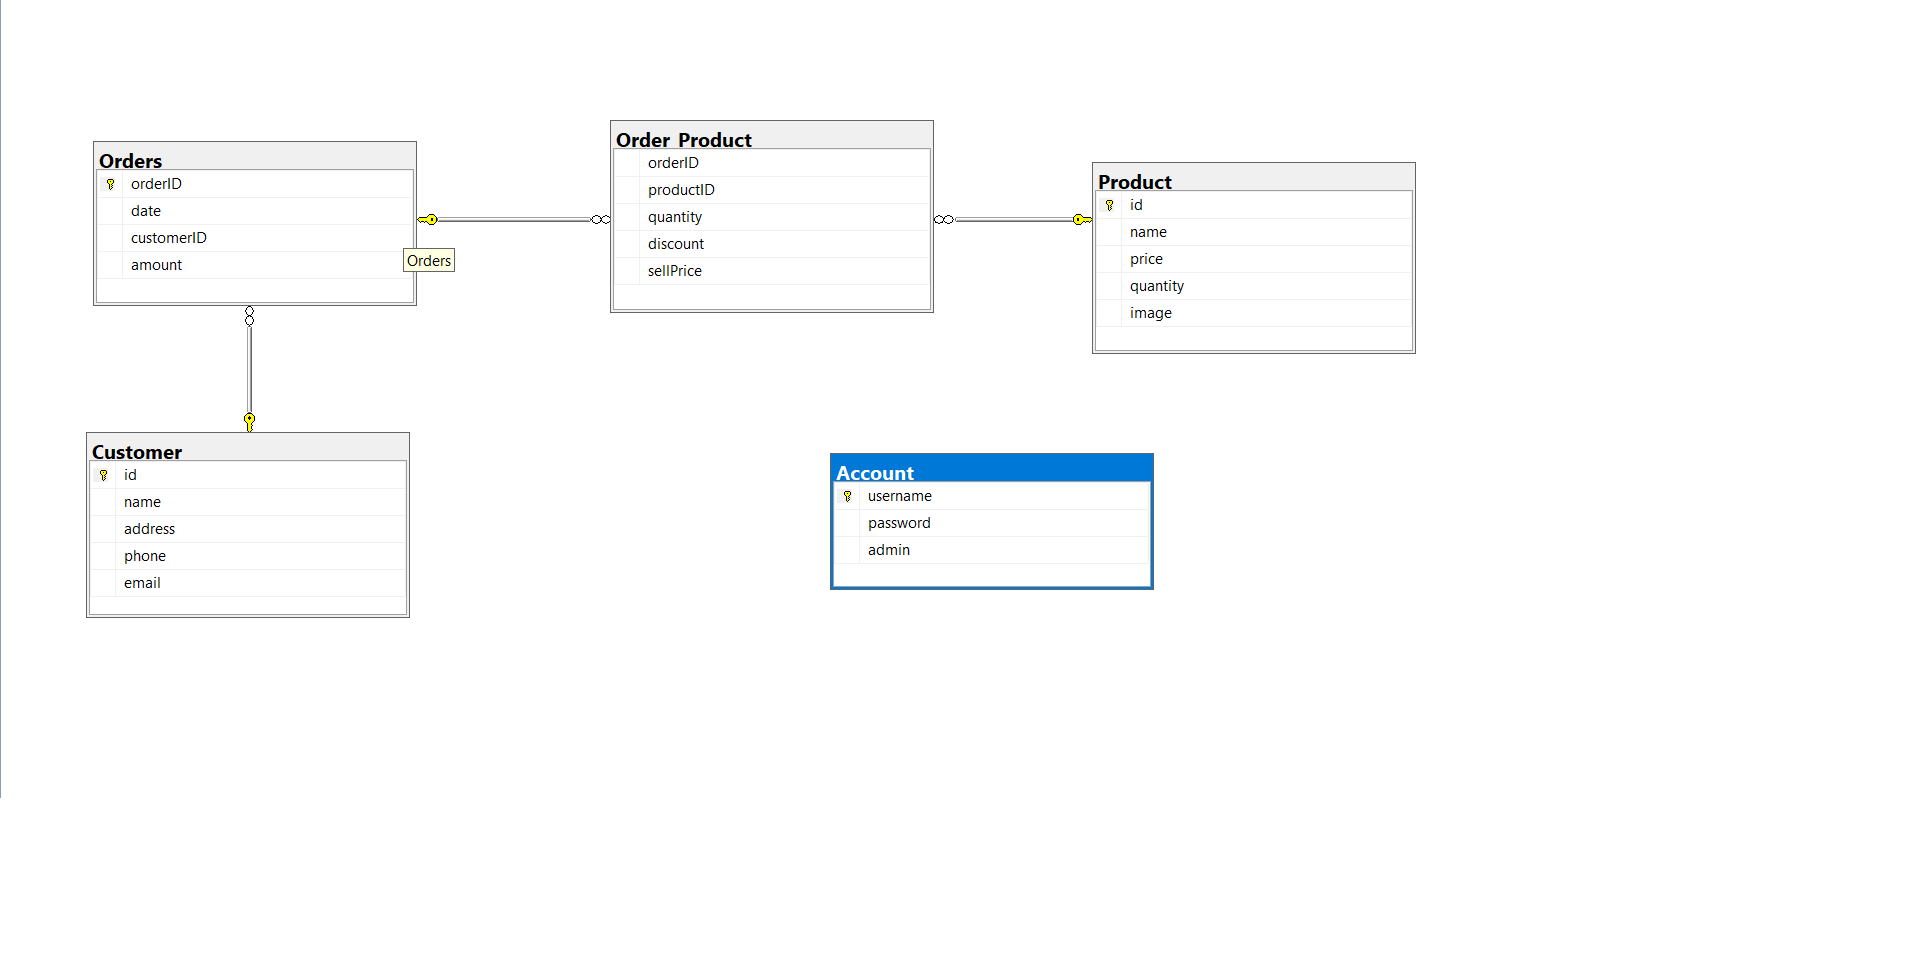 Orders
orderID
date
customerID
amount
Orders
Order_Product
orderID
productID
quantity
discount
sellPrice
Product
id
name
price
quantity
image
Customer
id
name
address
phone
email
Account
username
password
admin